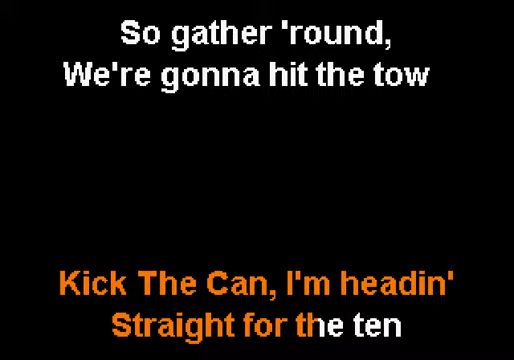 So gather 'round,
We're gonna hit the tow
Kick The Can, I'm headin'
Straight for the ten